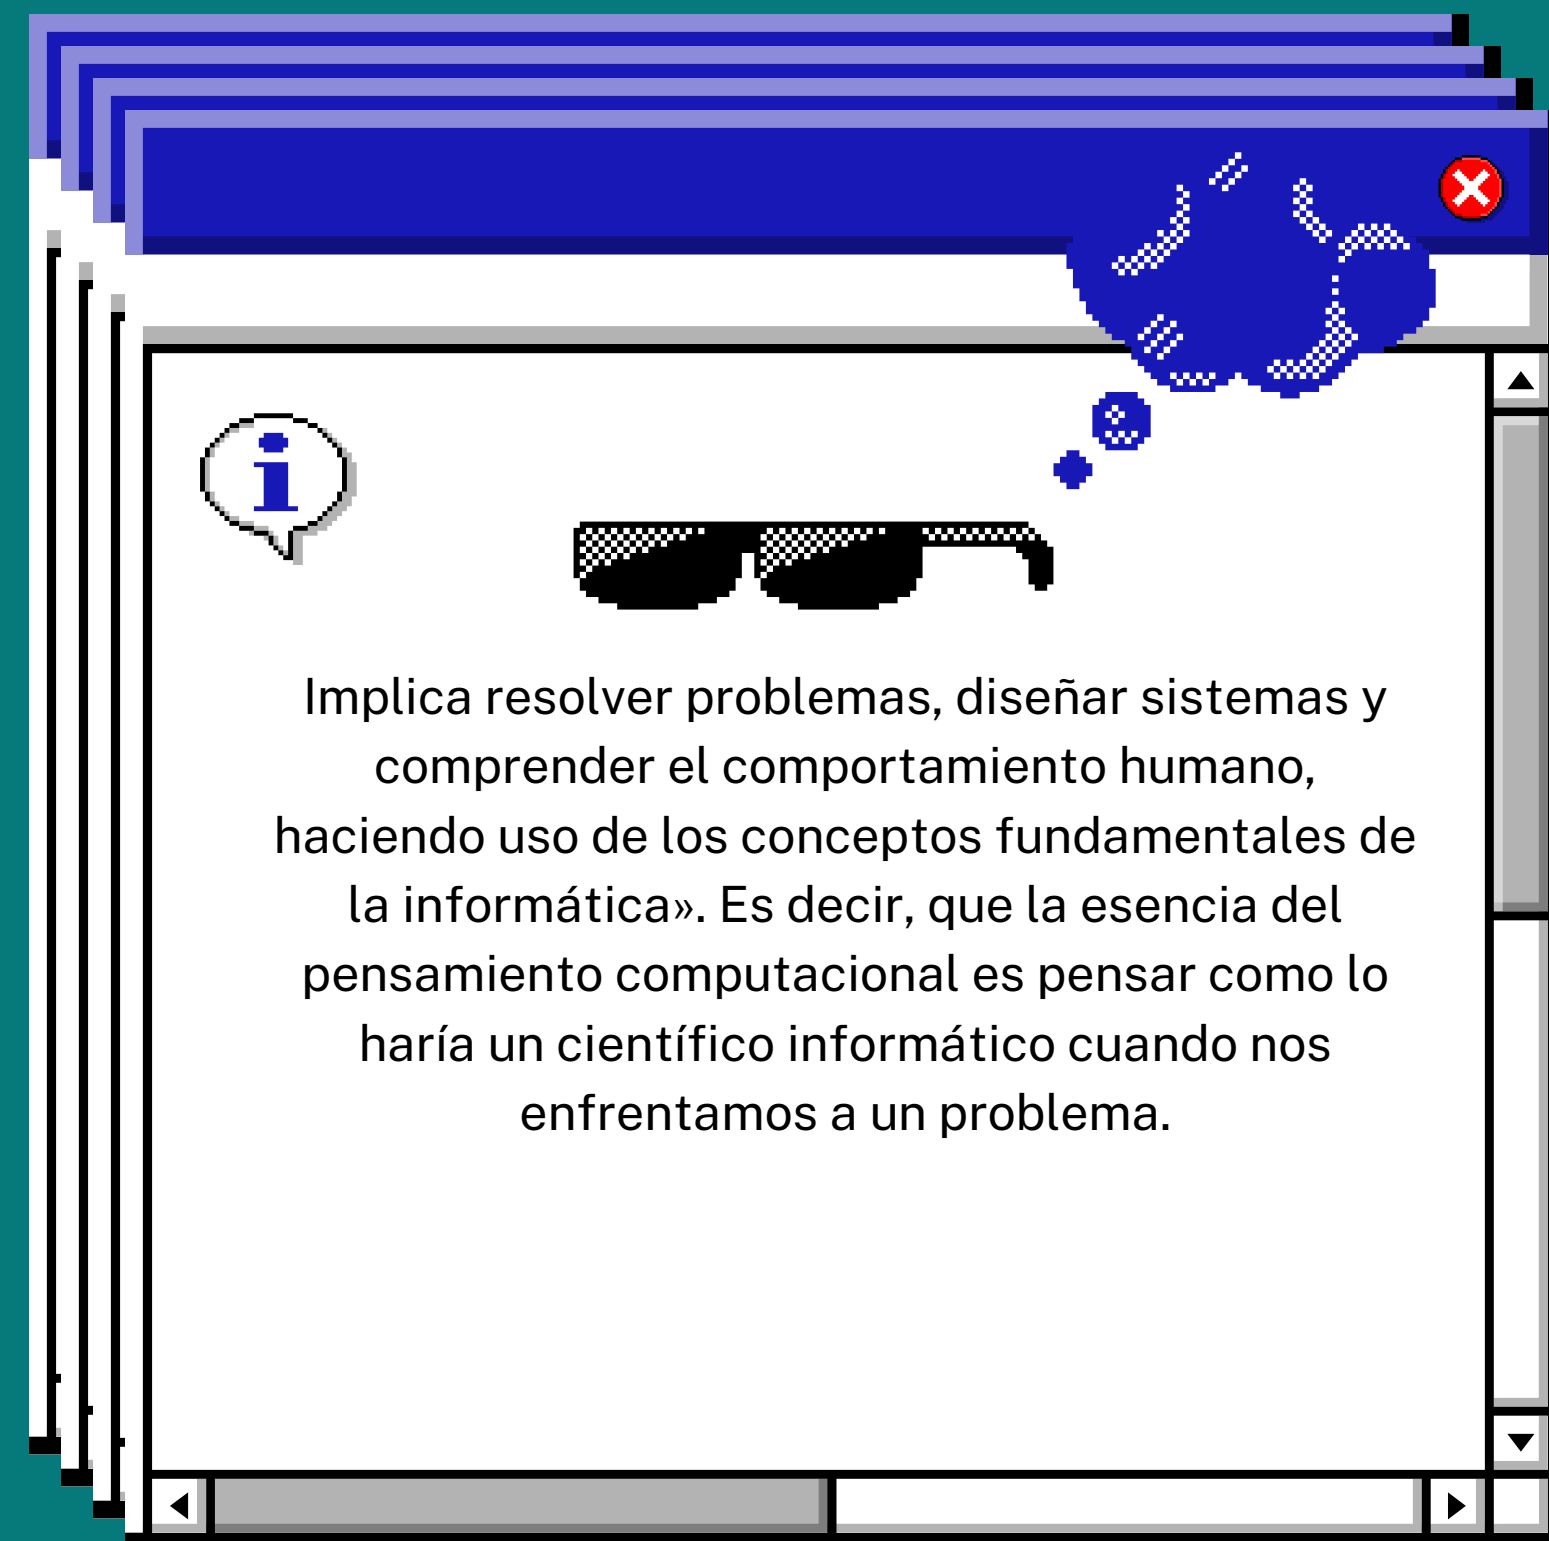 i
Implica resolver problemas, diseñar sistemas y
comprender el comportamiento humano,
haciendo uso de los conceptos fundamentales de
la informática». Es decir, que la esencia del
pensamiento computacional es pensar como lo
haría un científico informático cuando nos
enfrentamos a un problema.